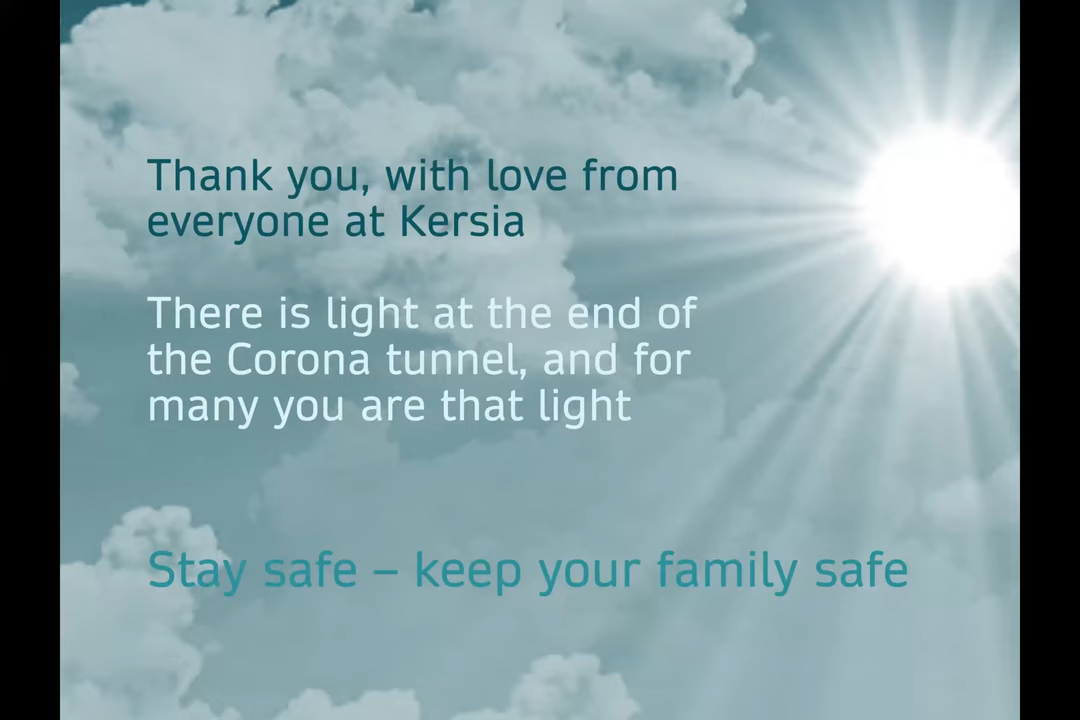 Thank you, with love from
everyone at Kersia
There is light at the end of
the Corona tunnel, and for
many you are that light
Stay safe – keep your family safe